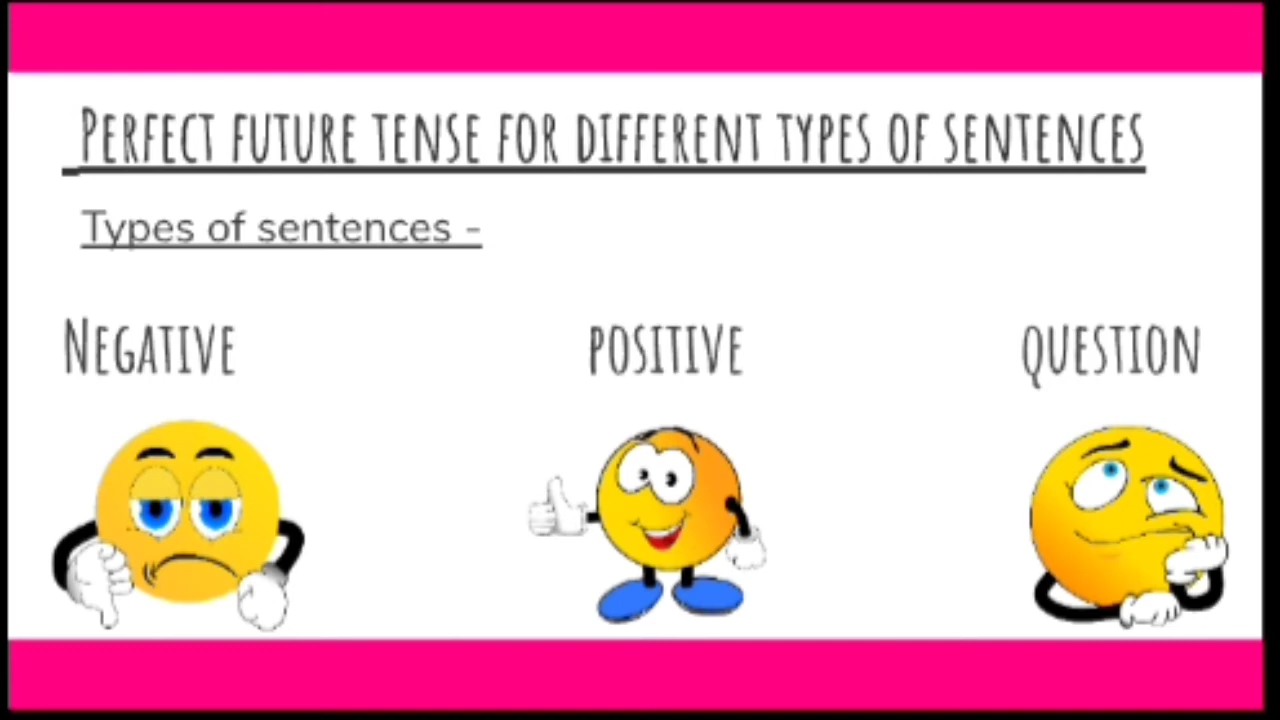 Perfect future tense for different types of sentences
Types of sentences -
Negative
positive
question